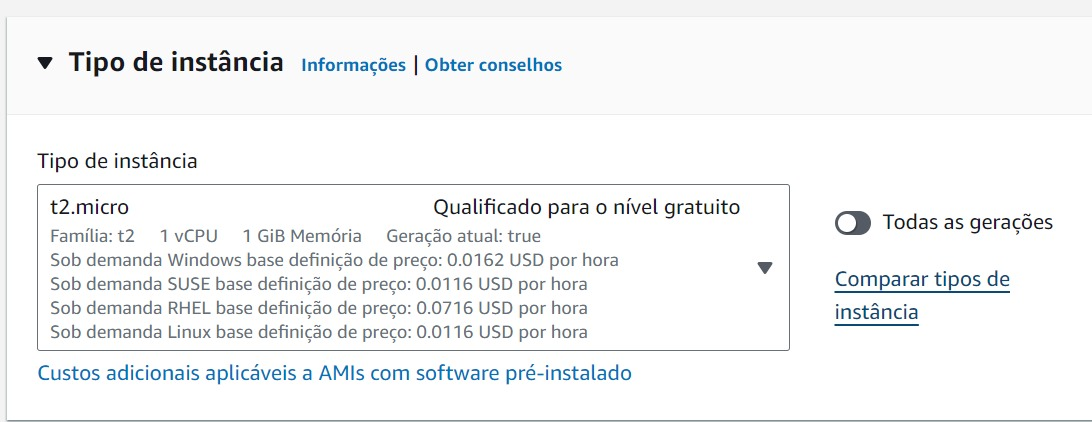 Tipo de instância Informações | Obter conselhos
Tipo de instância
t2.micro Qualificado para o nível gratuito
Família: t2 1 vCPU 1 GiB Memória Geração atual: true
Sob demanda Windows base definição de preço: 0.0162 USD por hora
Sob demanda SUSE base definição de preço: 0.0116 USD por hora
Sob demanda RHEL base definição de preço: 0.0716 USD por hora
Sob demanda Linux base definição de preço: 0.0116 USD por hora
Todas as gerações
Comparar tipos de
instância
Custos adicionais aplicáveis a AMIs com software pré-instalado